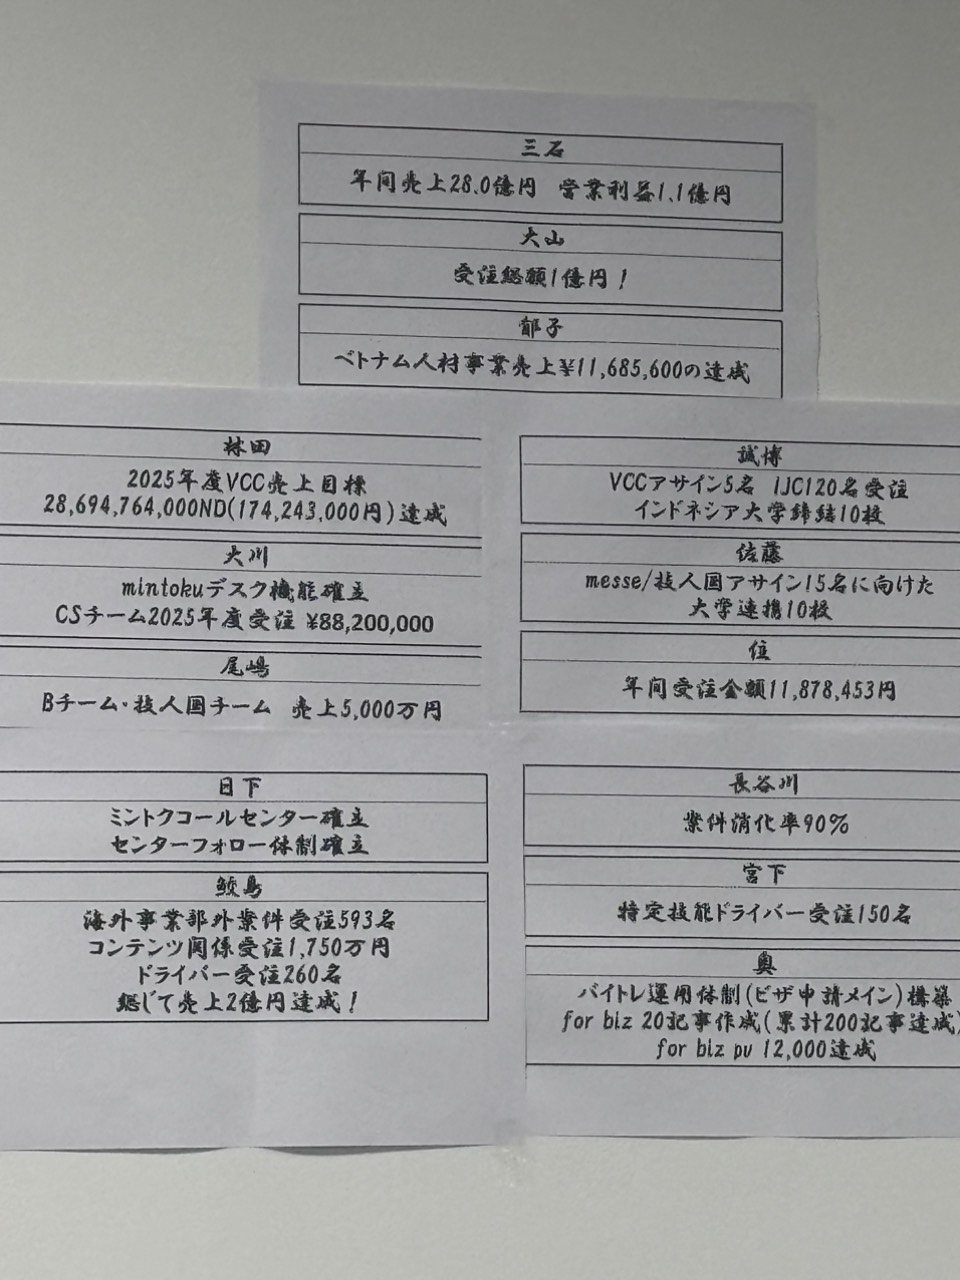 三石
年间売上28.0億円　営業利益1.1億円
大山
受注総額1億円！
郁子
ベトナム人材事業売上¥11,685,600の達成
林田
2025年度VCC売上目標
28,694,764,000ND(174,243,000円)達成
大川
mintokuデスク機能確立
CSチーム2025年度受注 ¥88,200,000
尾嶋
Bチーム・技人国チーム　売上5,000万円
誠博
VCCアサイン5名　IJC120名受注
インドネシア大学締結10校
佐藤
messe/技人国アサイン15名に向けた
大学連携10校
位
年间受注金額11,878,453円
日下
ミントクコールセンター確立
センターフォロー体制確立
鮫島
海外事業部外案件受注593名
コンテンツ関係受注1,750万円
ドライバー受注260名
総じて売上2億円達成！
長谷川
案件消化率90%
宮下
特定技能ドライバー受注150名
奥
バイトレ運用体制(ビザ申請メイン)構築
for biz 20記事作成(累計200記事達成)
for biz pv 12,000達成